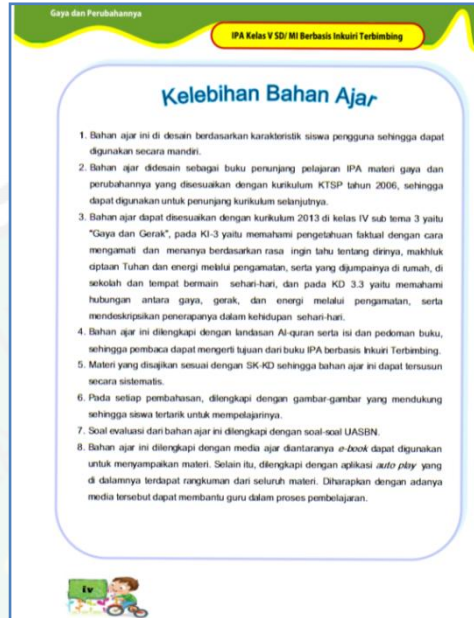 Gaya dan Perubahannya
IPA Kelas V SD/ MI Berbasis Inkuiri Terbimbing
Kelebihan Bahan Ajar
1. Bahan ajar ini di desain berdasarkan karakteristik siswa pengguna sehingga dapat
digunakan secara mandiri.
2. Bahan ajar didesain sebagai buku penunjang pelajaran IPA materi gaya dan
perubahannya yang disesuaikan dengan kurikulum KTSP tahun 2006, sehingga
dapat digunakan untuk penunjang kurikulum selanjutnya.
3. Bahan ajar dapat disesuaikan dengan kurikulum 2013 di kelas IV sub tema 3 yaitu
"Gaya dan Gerak", pada KI-3 yaitu memahami pengetahuan faktual dengan cara
mengamati dan menanya berdasarkan rasa ingin tahu tentang dirinya, makhluk
ciptaan Tuhan dan energi melalui pengamatan, serta yang dijumpainya di rumah, di
sekolah dan tempat bermain sehari-hari, dan pada KD 3.3 yaitu memahami
hubungan antara gaya, gerak, dan energi melalui pengamatan, serta
mendeskripsikan penerapanya dalam kehidupan sehari-hari.
4. Bahan ajar ini dilengkapi dengan landasan Al-quran serta isi dan pedoman buku,
sehingga pembaca dapat mengerti tujuan dari buku IPA berbasis Inkuiri Terbimbing.
5. Materi yang disajikan sesuai dengan SK-KD sehingga bahan ajar ini dapat tersusun
secara sistematis.
6. Pada setiap pembahasan, dilengkapi dengan gambar-gambar yang mendukung
sehingga siswa tertarik untuk mempelajarinya.
7. Soal evaluasi dari bahan ajar ini dilengkapi dengan soal-soal UASBN.
8. Bahan ajar ini dilengkapi dengan media ajar diantaranya e-book dapat digunakan
untuk menyampaikan materi. Selain itu, dilengkapi dengan aplikasi auto play yang
di dalamnya terdapat rangkuman dari seluruh materi. Diharapkan dengan adanya
media tersebut dapat membantu guru dalam proses pembelajaran.
iv